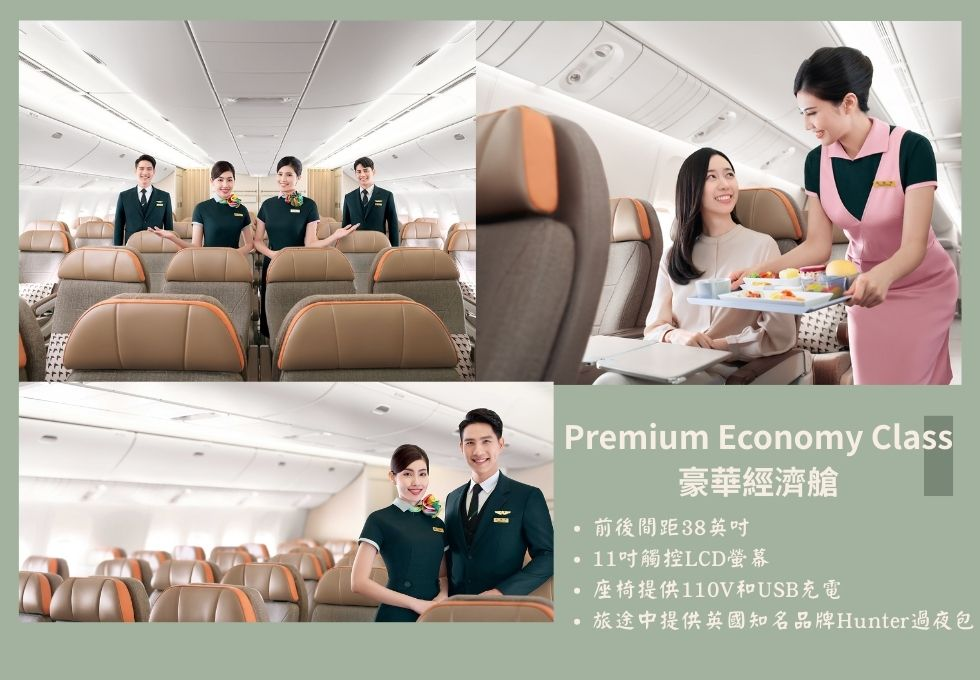 Premium Economy Class
豪華經濟艙
• 前後間距38英吋
• 11吋觸控LCD螢幕
• 座椅提供110V和USB充電
• 旅途中提供英國知名品牌Hunter過夜包